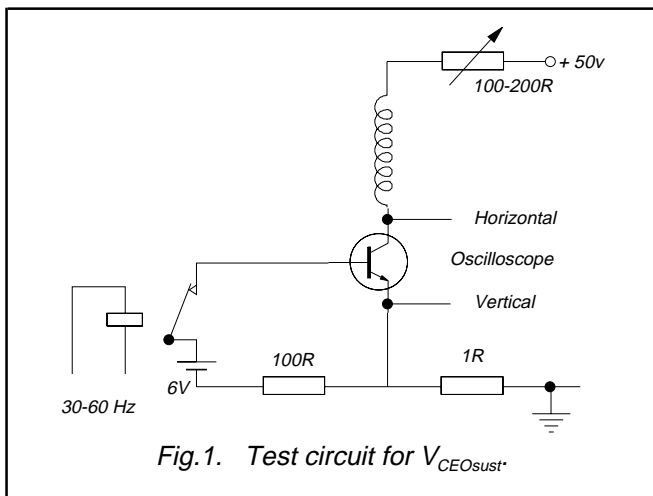 + 50v
100-200R
Horizontal
Oscilloscope
Vertical
100R
1R
6V
30-60 Hz
Fig.1. Test circuit for VCEOsust.